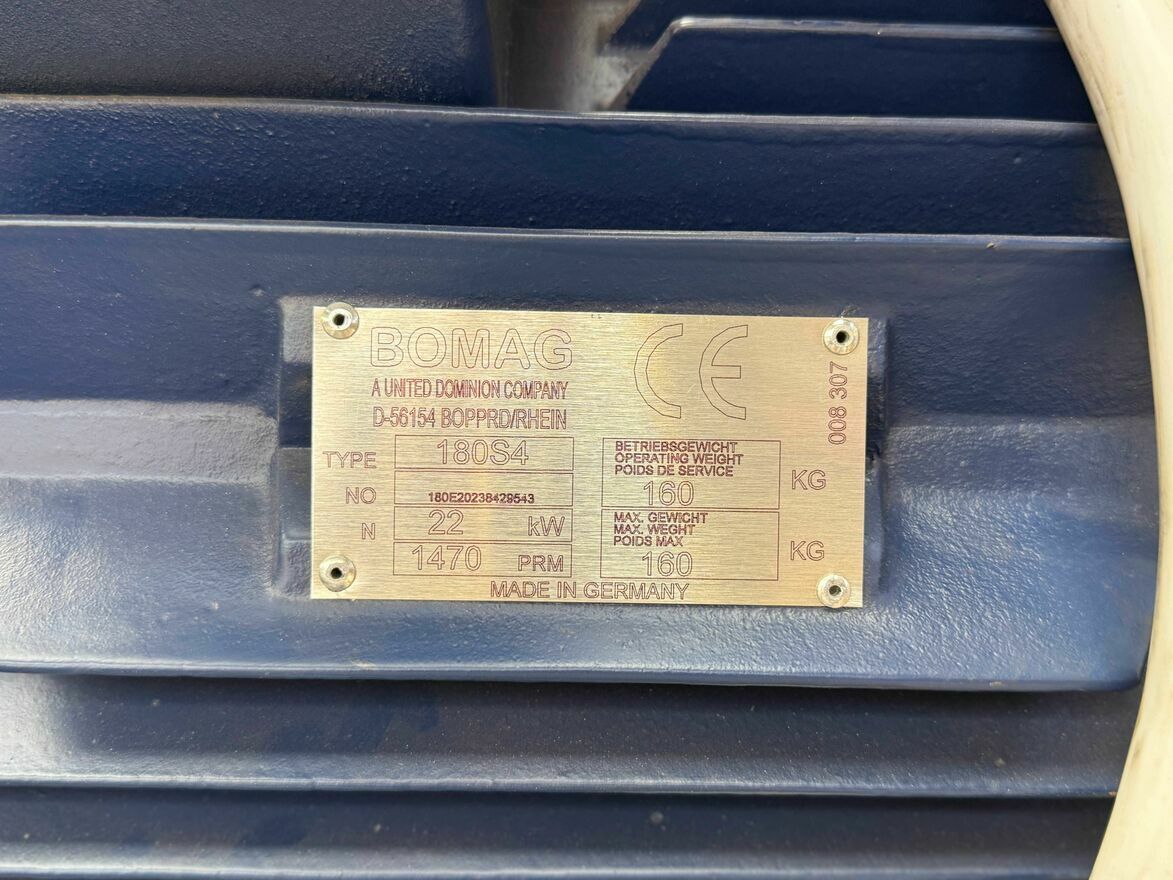 BOMAG
CE
A UNITED DOMINION COMPANY
D-56154 BOPPRD/RHEIN
008 307
TYPE 180S4
NO 180E20238429543
N 22 kW
1470 PRM
BETRIEBSGEWICHT
OPERATING WEIGHT
POIDS DE SERVICE
160 KG
MAX. GEWICHT
MAX. WEGHT
POIDS MAX
160 KG
MADE IN GERMANY